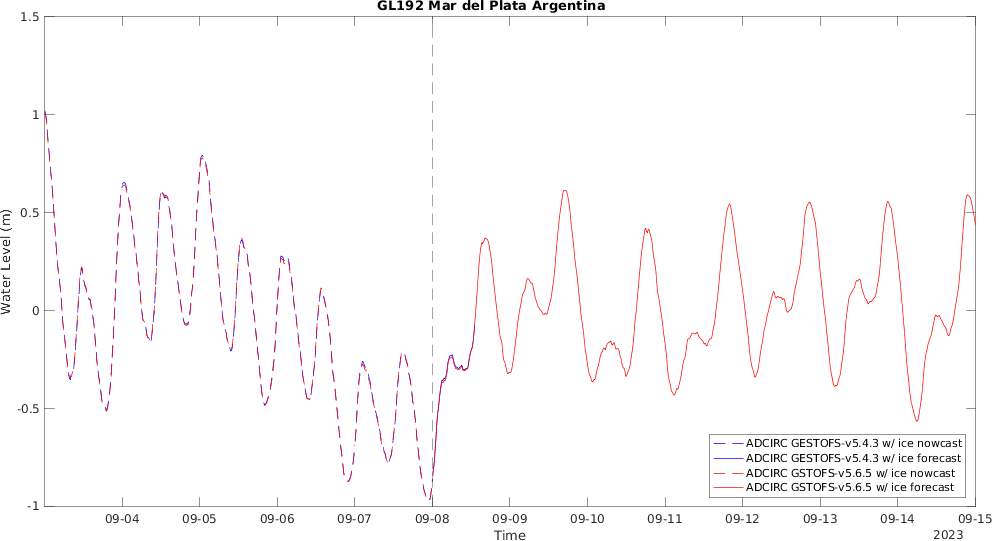 GL192 Mar del Plata Argentina
1.5
1
0.5
0
-0.5
-1
Water Level (m)
ADCIRC GESTOFS-v5.4.3 w/ ice nowcast
ADCIRC GESTOFS-v5.4.3 w/ ice forecast
ADCIRC GSTOFS-v5.6.5 w/ ice nowcast
ADCIRC GSTOFS-v5.6.5 w/ ice forecast
09-04 09-05 09-06 09-07 09-08 09-09 09-10 09-11 09-12 09-13 09-14 09-15
Time
2023